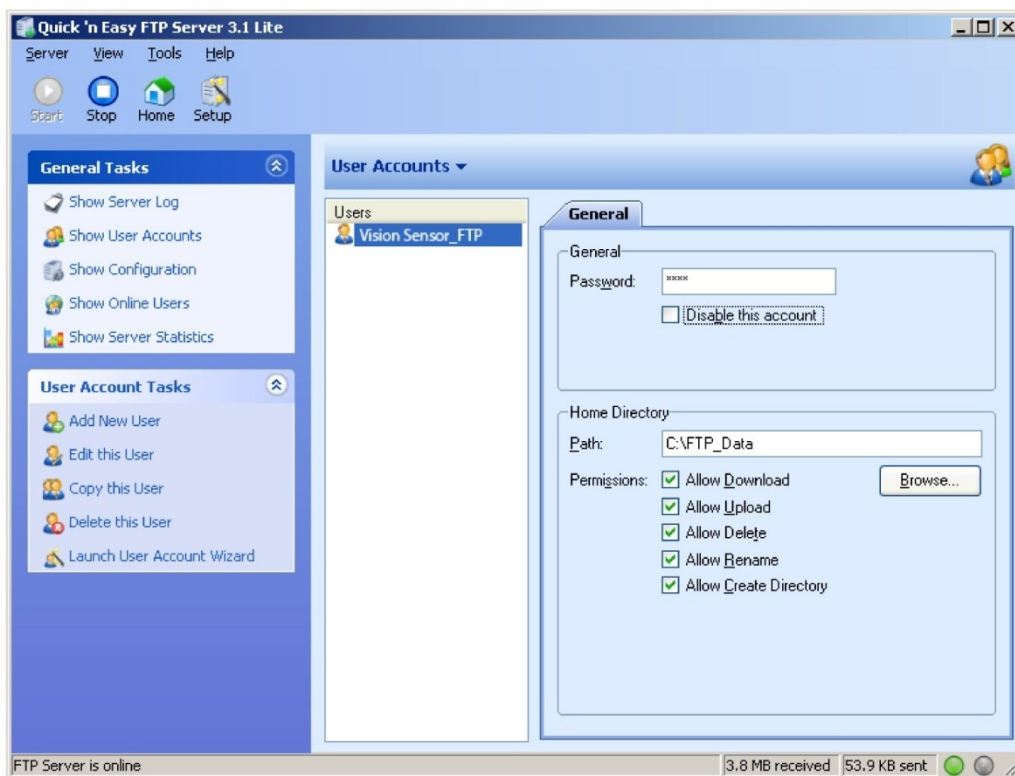 Quick 'n Easy FTP Server 3.1 Lite
Server View Tools Help
Start Stop Home Setup
General Tasks
Show Server Log
Show User Accounts
Show Configuration
Show Online Users
Show Server Statistics
User Account Tasks
Add New User
Edit this User
Copy this User
Delete this User
Launch User Account Wizard
User Accounts
Users
Vision Sensor_FTP
General
General
Password: ****
Disable this account
Home Directory
Path: C:\FTP_Data
Permissions: Allow Download Browse...
Allow Upload
Allow Delete
Allow Rename
Allow Create Directory
FTP Server is online 3.8 MB received 53.9 KB sent